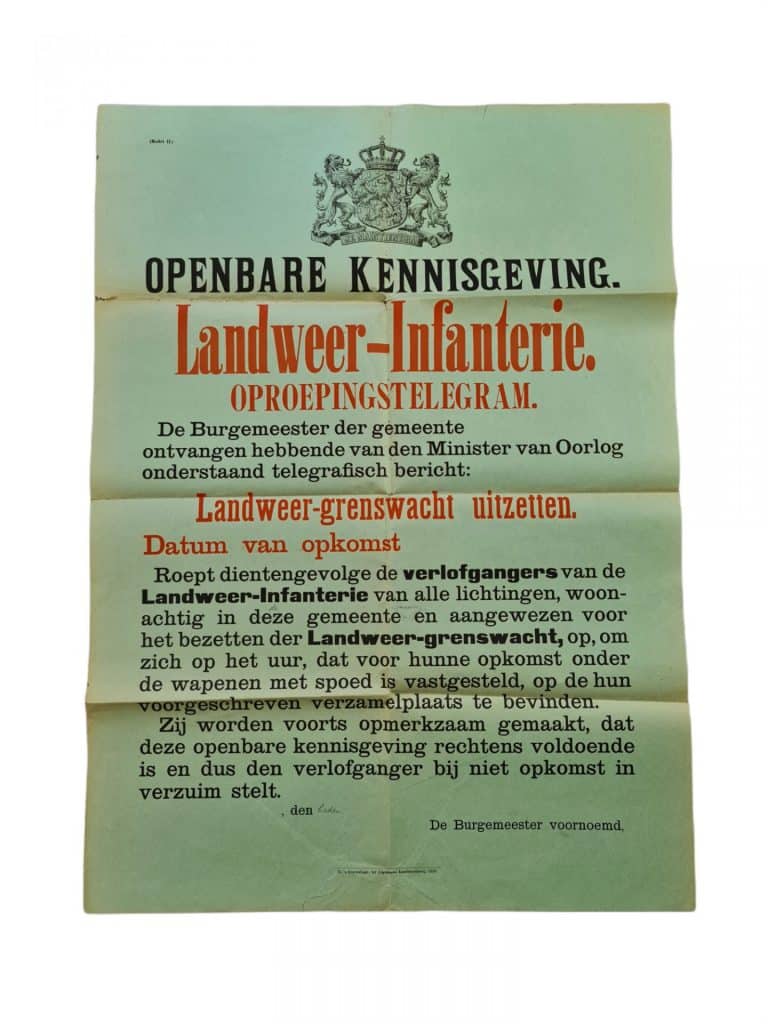 OPENBARE KENNISGEVING.
Landweer-Infanterie.
OPROEPINGSTELEGRAM.
De Burgemeester der gemeente
ontvangen hebbende van den Minister van Oorlog
onderstaand telegrafisch bericht:
Landweer-grenswacht uitzetten.
Datum van opkomst
Roept dientengevolge de verlofgangers van de
Landweer-Infanterie van alle lichtingen, woon-
achtig in deze gemeente en aangewezen voor
het bezetten der Landweer-grenswacht, op, om
zich op het uur, dat voor hunne opkomst onder
de wapenen met spoed is vastgesteld, op de hun
voorgeschreven verzamelplaats te bevinden.
Zij worden voorts opmerkzaam gemaakt, dat
deze openbare kennisgeving rechtens voldoende
is en dus den verlofganger bij niet opkomst in
verzuim stelt.
, den
De Burgemeester voornoemd,